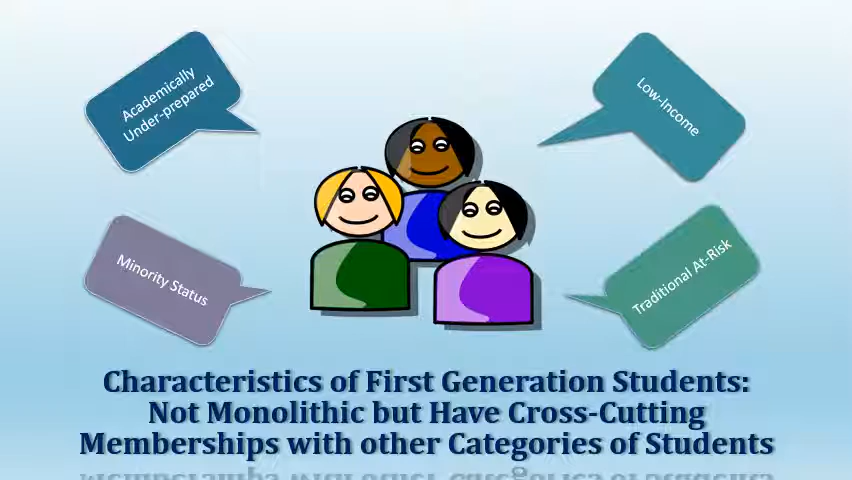 Academically
Under-prepared
Low-Income
Minority Status
Traditional At-Risk
Characteristics of First Generation Students:
Not Monolithic but Have Cross-Cutting
Memberships with other Categories of Students